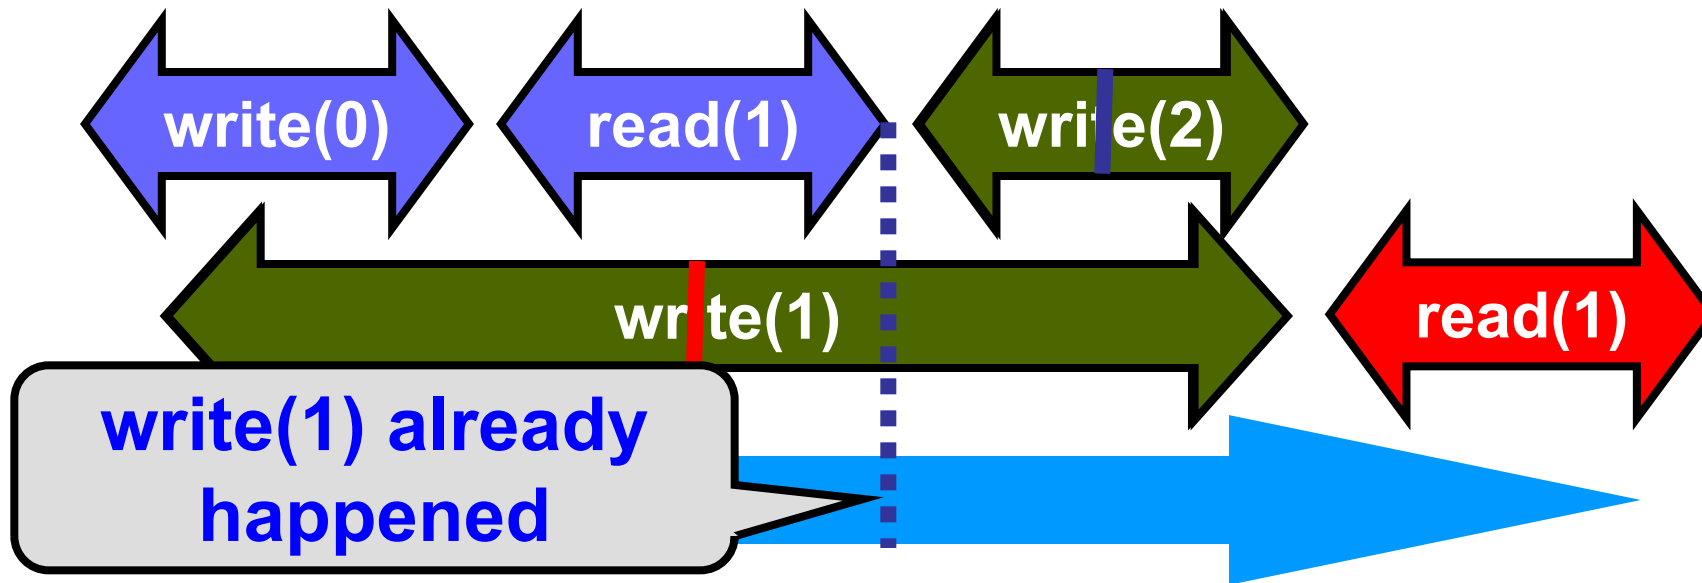 write(0) read(1) write(2)
write(1) read(1)
write(1) already
happened